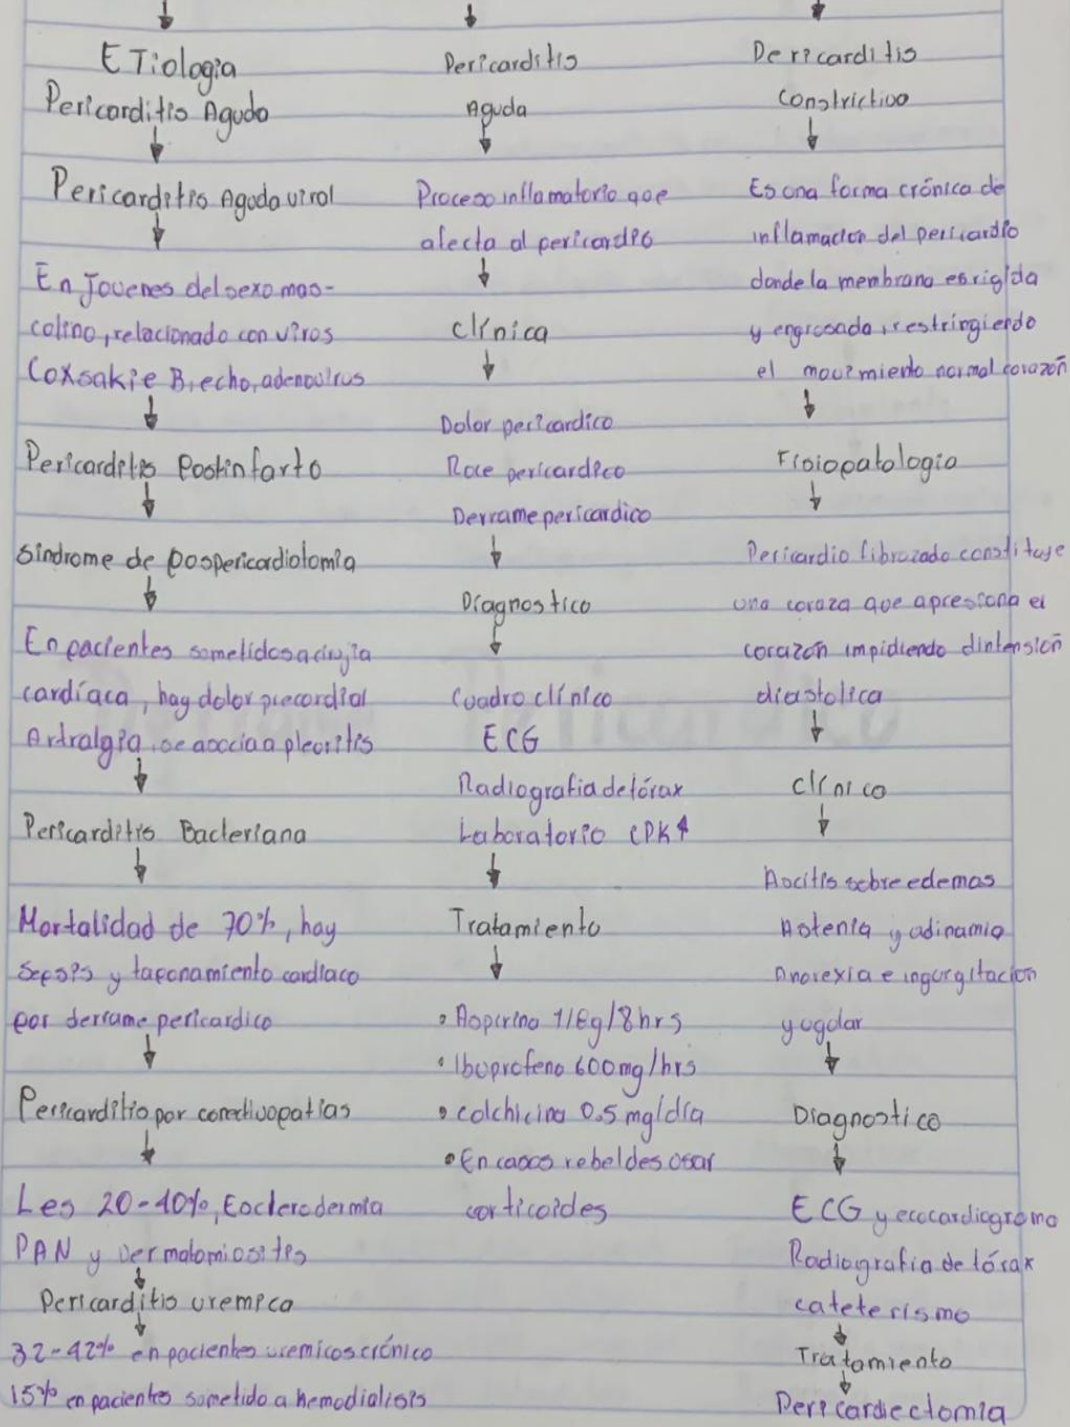 ETiologia
Pericarditis Aguda
Pericarditis Aguda viral
En Jovenes del sexo mas-
culino, relacionado con virus
Coxsakie B, echo, adenovirus
Pericarditis Postinfarto
Sindrome de pospericardiotomia
En pacientes sometidos a cirujia
cardíaca, hay dolor precordial
Artralgia, se asocia a pleuritis
Pericarditis Bacteriana
Mortalidad de 70%, hay
Sepsis y taponamiento cardiaco
por derrame pericardico
Pericarditis por conectivopatias
Les 20-40%, Esclerodermia
PAN y Dermatomiositis
Pericarditis uremica
32-42% en pacientes uremicos crónico
15% en pacientes sometido a hemodialisis
Pericarditis
Aguda
Proceso inflamatorio que
afecta al pericardio
Clínica
Dolor pericardico
Roce pericardico
Derrame pericardico
Diagnostico
Cuadro clínico
ECG
Radiografia de tórax
Laboratorio CPK↑
Tratamiento
• Aspirina 1/6g/8hrs
• Ibuprofeno 600mg/hrs
• colchicina 0.5 mg/día
• En casos rebeldes usar
corticoides
Pericarditis
Constrictiva
Es una forma crónica de
inflamacion del pericardio
donde la membrana es rigida
y engrosada, restringiendo
el movimiento normal corazón
Fisiopatologia
Pericardio fibrozado constituye
una coraza que apresiona el
corazón impidiendo dintensión
diastolica
Clínico
Ascitis sobre edemas
Astenia y adinamia
Anorexia e ingurgitacion
yugular
Diagnostico
ECG y ecocardiograma
Radiografia de tórax
cateterismo
Tratamiento
Pericardiectomia